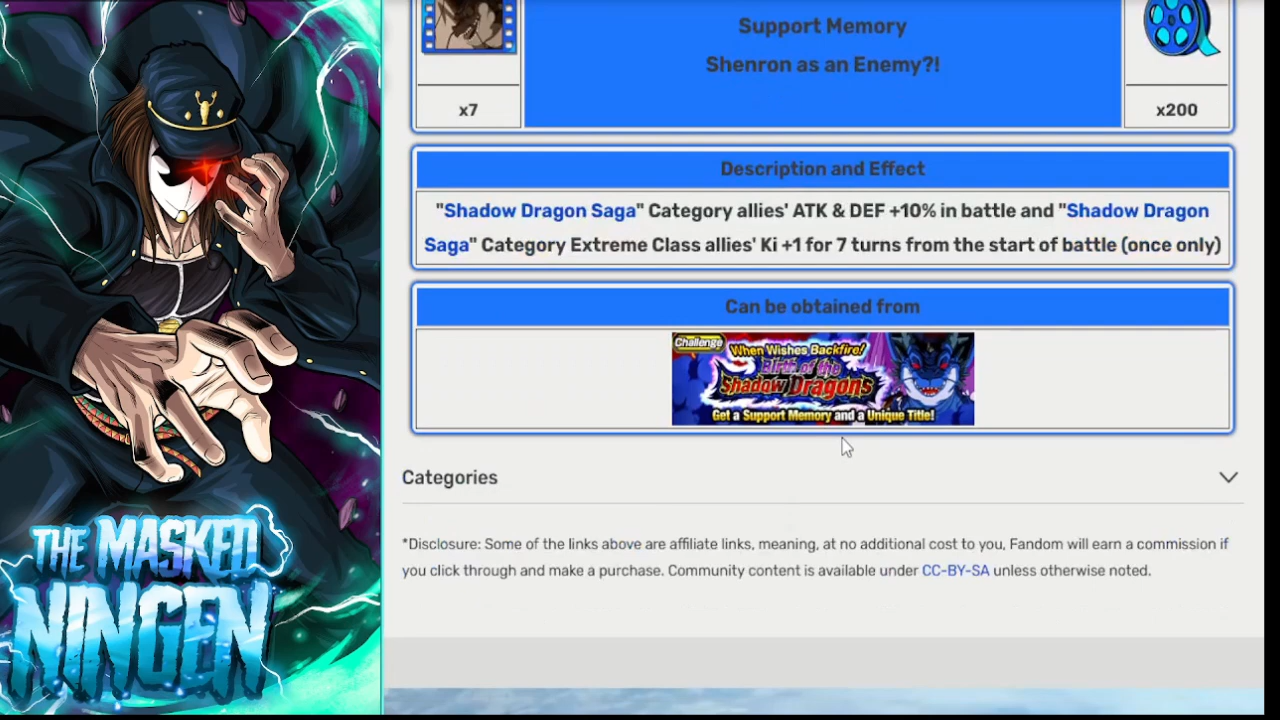 Support Memory
Shenron as an Enemy?!
x7
x200
Description and Effect
"Shadow Dragon Saga" Category allies' ATK & DEF +10% in battle and "Shadow Dragon
Saga" Category Extreme Class allies' Ki +1 for 7 turns from the start of battle (once only)
Can be obtained from
Challenge
When Wishes Backfire!
Birth of the
Shadow Dragons
Get a Support Memory and a Unique Title!
Categories
*Disclosure: Some of the links above are affiliate links, meaning, at no additional cost to you, Fandom will earn a commission if
you click through and make a purchase. Community content is available under CC-BY-SA unless otherwise noted.
THE MASKED
NINGEN